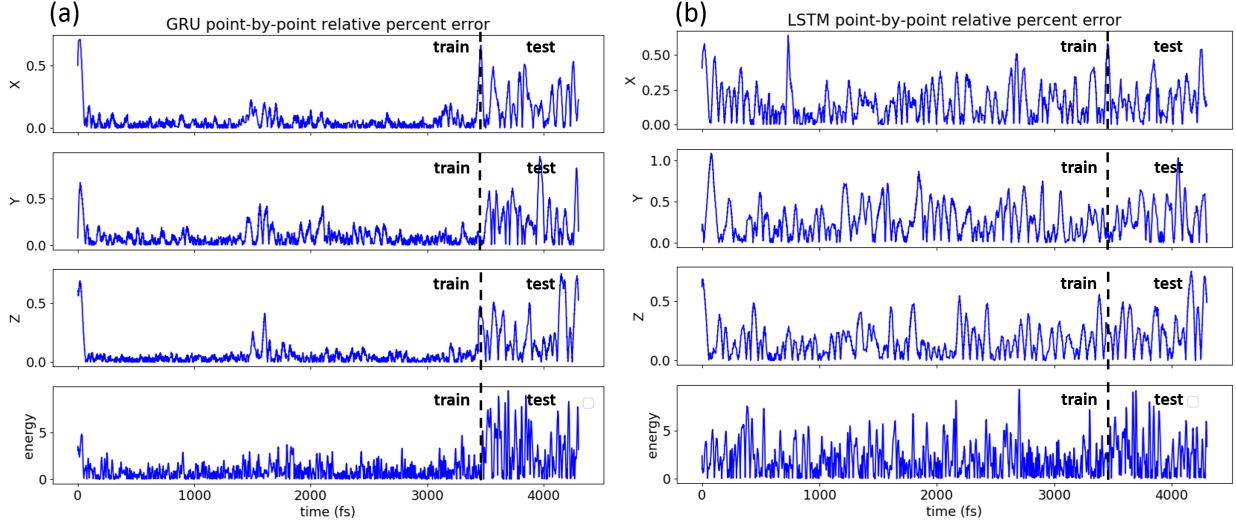 (a)
GRU point-by-point relative percent error
X
0.5
0.0
train
test
Y
0.5
0.0
train
test
Z
0.5
0.0
train
test
energy
5
0
train
test
0 1000 2000 3000 4000
time (fs)
(b)
LSTM point-by-point relative percent error
X
0.50
0.25
0.00
train
test
Y
1.0
0.5
0.0
train
test
Z
0.5
0.0
train
test
energy
5
0
train
test
0 1000 2000 3000 4000
time (fs)